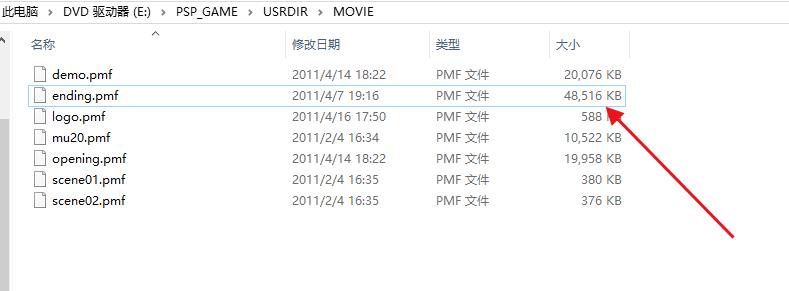 此电脑 > DVD 驱动器 (E:) > PSP_GAME > USRDIR > MOVIE
名称 修改日期 类型 大小
demo.pmf 2011/4/14 18:22 PMF 文件 20,076 KB
ending.pmf 2011/4/7 19:16 PMF 文件 48,516 KB
logo.pmf 2011/4/16 17:50 PMF 文件 588 KB
mu20.pmf 2011/2/4 16:34 PMF 文件 10,522 KB
opening.pmf 2011/4/14 18:22 PMF 文件 19,958 KB
scene01.pmf 2011/2/4 16:35 PMF 文件 380 KB
scene02.pmf 2011/2/4 16:35 PMF 文件 376 KB